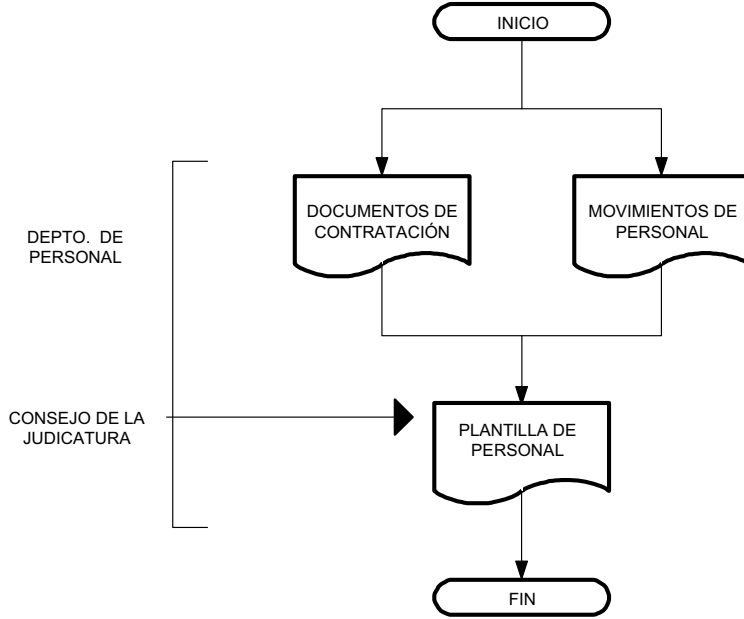 INICIO
DOCUMENTOS DE
CONTRATACIÓN
MOVIMIENTOS DE
PERSONAL
DEPTO. DE
PERSONAL
CONSEJO DE LA
JUDICATURA
PLANTILLA DE
PERSONAL
FIN